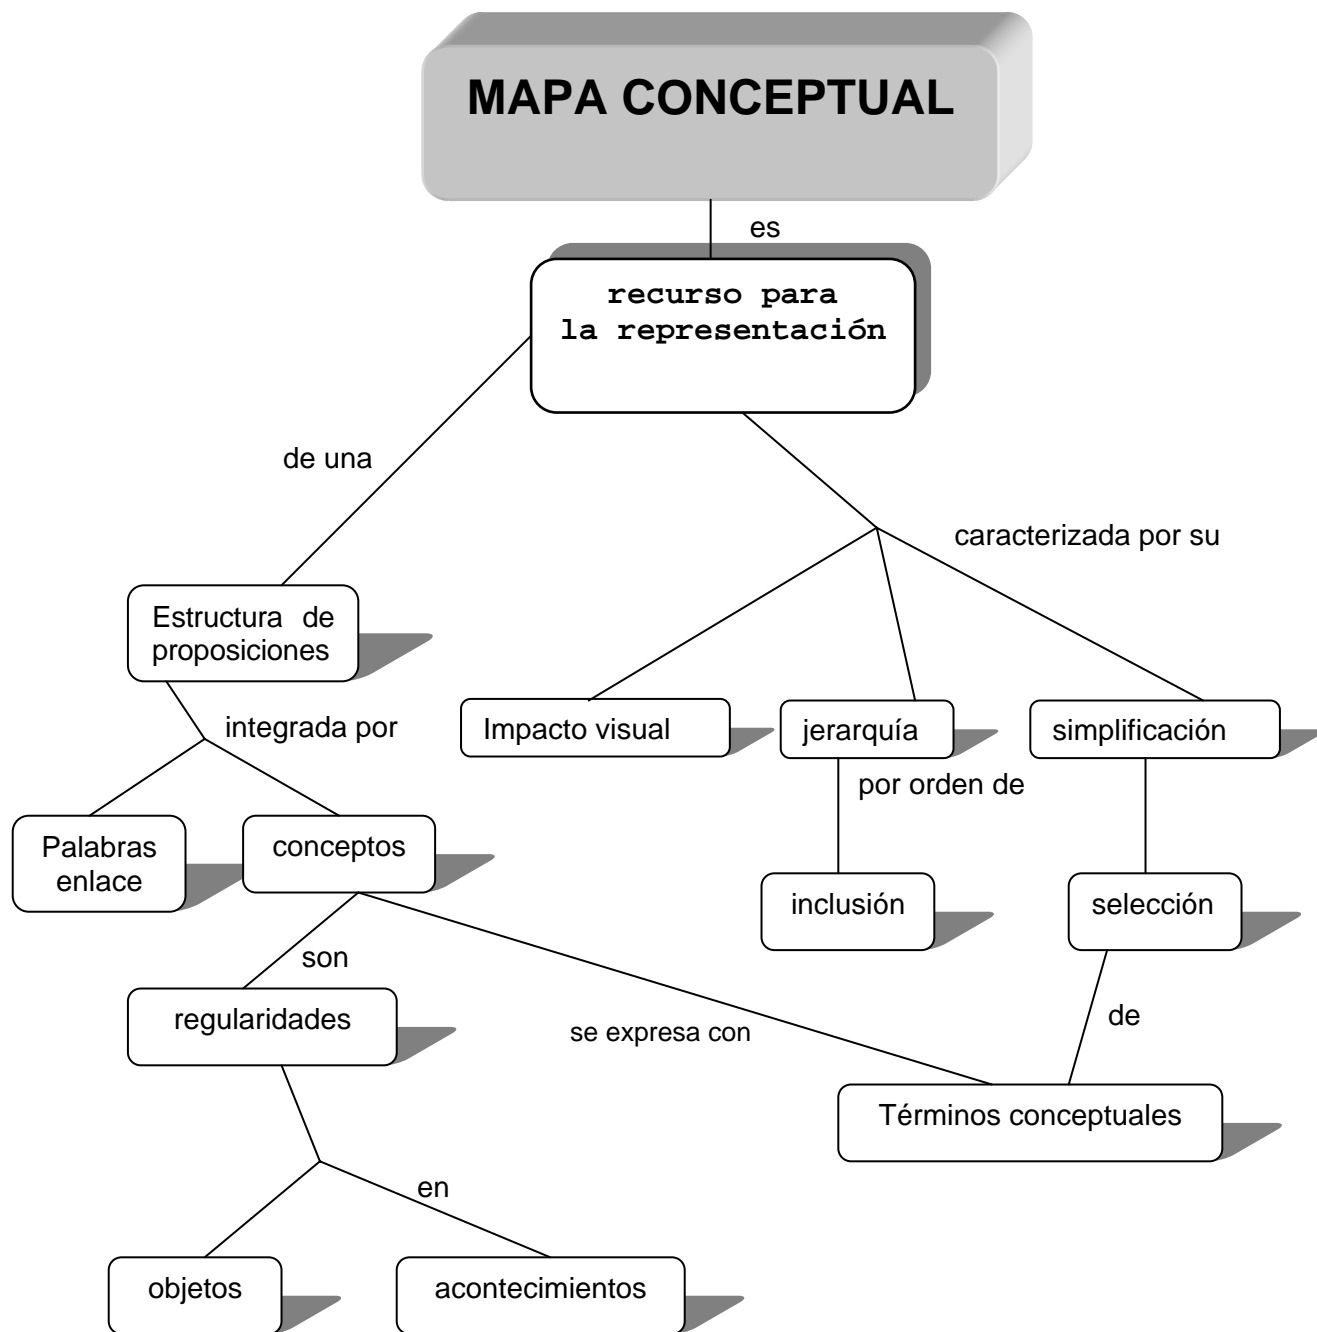 MAPA CONCEPTUAL
es
recurso para
la representación
de una
caracterizada por su
Estructura de
proposiciones
integrada por
Impacto visual
jerarquía
simplificación
por orden de
Palabras
enlace
conceptos
inclusión
selección
son
regularidades
se expresa con
de
Términos conceptuales
en
objetos
acontecimientos